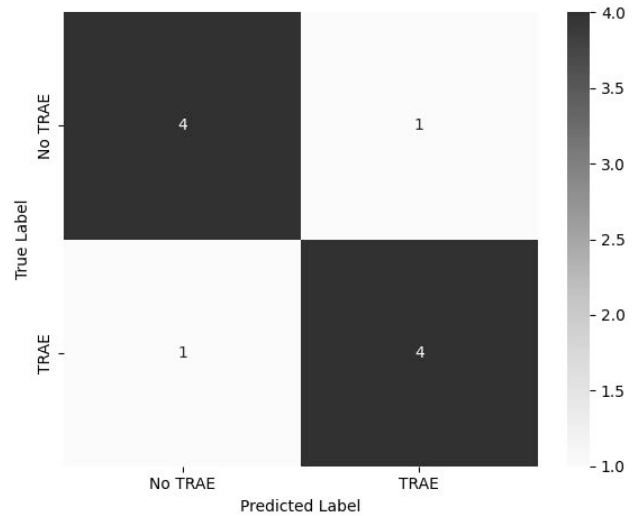 4.0
No TRAE
4
1
3.5
3.0
True Label
2.5
2.0
TRAE
1
4
1.5
1.0
No TRAE
TRAE
Predicted Label